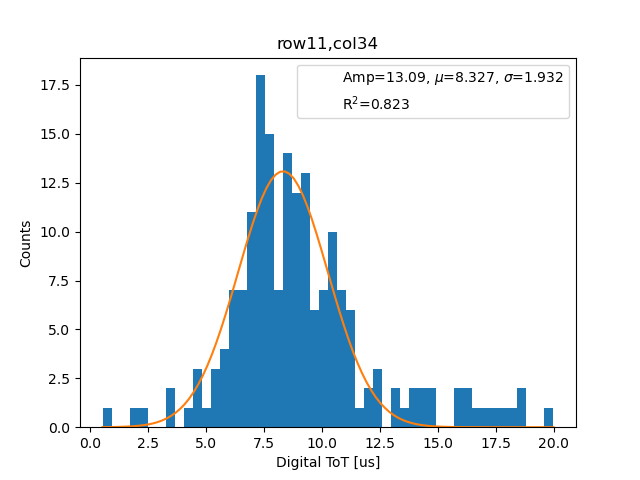 row11,col34
Amp=13.09, μ=8.327, σ=1.932
R²=0.823
17.5
15.0
12.5
10.0
7.5
5.0
2.5
0.0
Counts
0.0 2.5 5.0 7.5 10.0 12.5 15.0 17.5 20.0
Digital ToT [us]